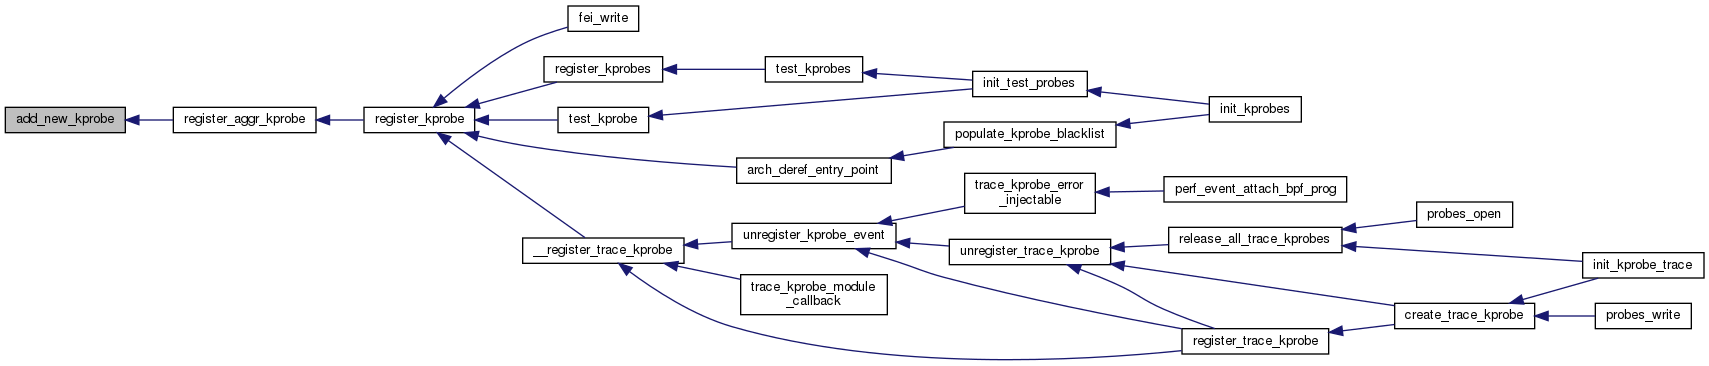 fei_write
register_kprobes
test_kprobes
init_test_probes
init_kprobes
add_new_kprobe
register_aggr_kprobe
register_kprobe
test_kprobe
populate_kprobe_blacklist
arch_deref_entry_point
trace_kprobe_error
_injectable
perf_event_attach_bpf_prog
probes_open
unregister_kprobe_event
release_all_trace_kprobes
__register_trace_kprobe
unregister_trace_kprobe
init_kprobe_trace
trace_kprobe_module
_callback
create_trace_kprobe
probes_write
register_trace_kprobe